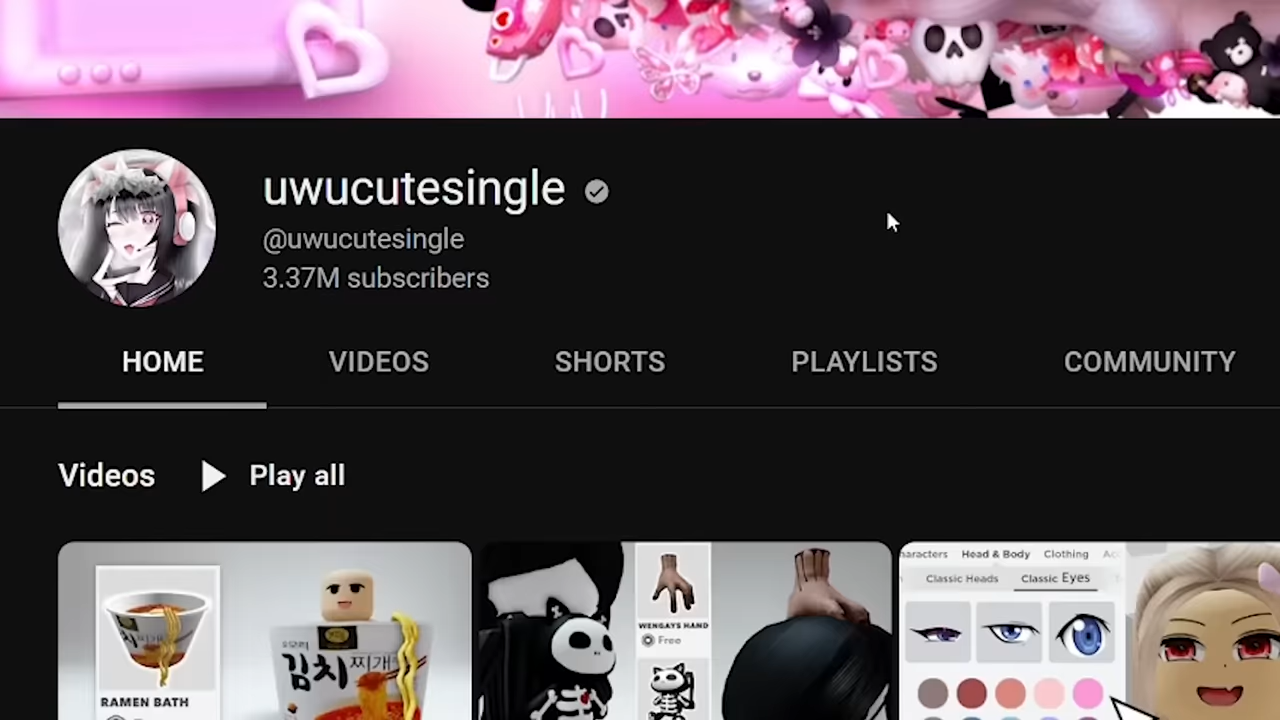 uwucutesingle
@uwucutesingle
3.37M subscribers
HOME VIDEOS SHORTS PLAYLISTS COMMUNITY
Videos Play all
RAMEN BATH
김치찌개
WENGAYS HAND
Free
Head & Body Clothing
Classic Heads Classic Eyes